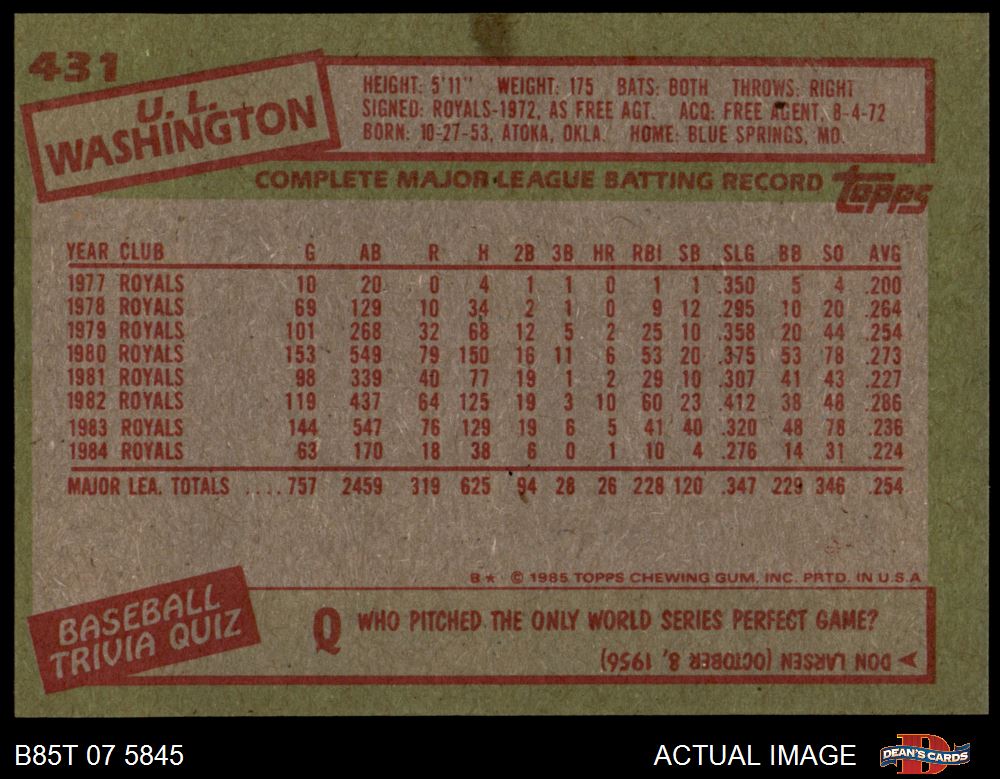 431
U. L.
WASHINGTON
HEIGHT: 5'11" WEIGHT: 175 BATS: BOTH THROWS: RIGHT
SIGNED: ROYALS-1972, AS FREE AGT. ACQ: FREE AGENT, 8-4-72
BORN: 10-27-53, ATOKA, OKLA. HOME: BLUE SPRINGS, MO.
COMPLETE MAJOR LEAGUE BATTING RECORD topps
YEAR CLUB G AB R H 2B 3B HR RBI SB SLG BB SO AVG
1977 ROYALS 10 20 0 4 1 1 0 1 1 .350 5 4 .200
1978 ROYALS 69 129 10 34 2 1 0 9 12 .295 10 20 .264
1979 ROYALS 101 268 32 68 12 5 2 25 10 .358 20 44 .254
1980 ROYALS 153 549 79 150 16 11 6 53 20 .375 53 78 .273
1981 ROYALS 98 339 40 77 19 1 2 29 10 .307 41 43 .227
1982 ROYALS 119 437 64 125 19 3 10 60 23 .412 38 48 .286
1983 ROYALS 144 547 76 129 19 6 5 41 40 .320 48 78 .236
1984 ROYALS 63 170 18 38 6 0 1 10 4 .276 14 31 .224
MAJOR LEA. TOTALS .... 757 2459 319 625 94 28 26 228 120 .347 229 346 .254
B★ © 1985 TOPPS CHEWING GUM, INC. PRTD. IN U.S.A.
BASEBALL
TRIVIA QUIZ
Q WHO PITCHED THE ONLY WORLD SERIES PERFECT GAME?
DON LARSEN (OCTOBER 8, 1956)
B85T 07 5845 ACTUAL IMAGE DEAN'S CARDS